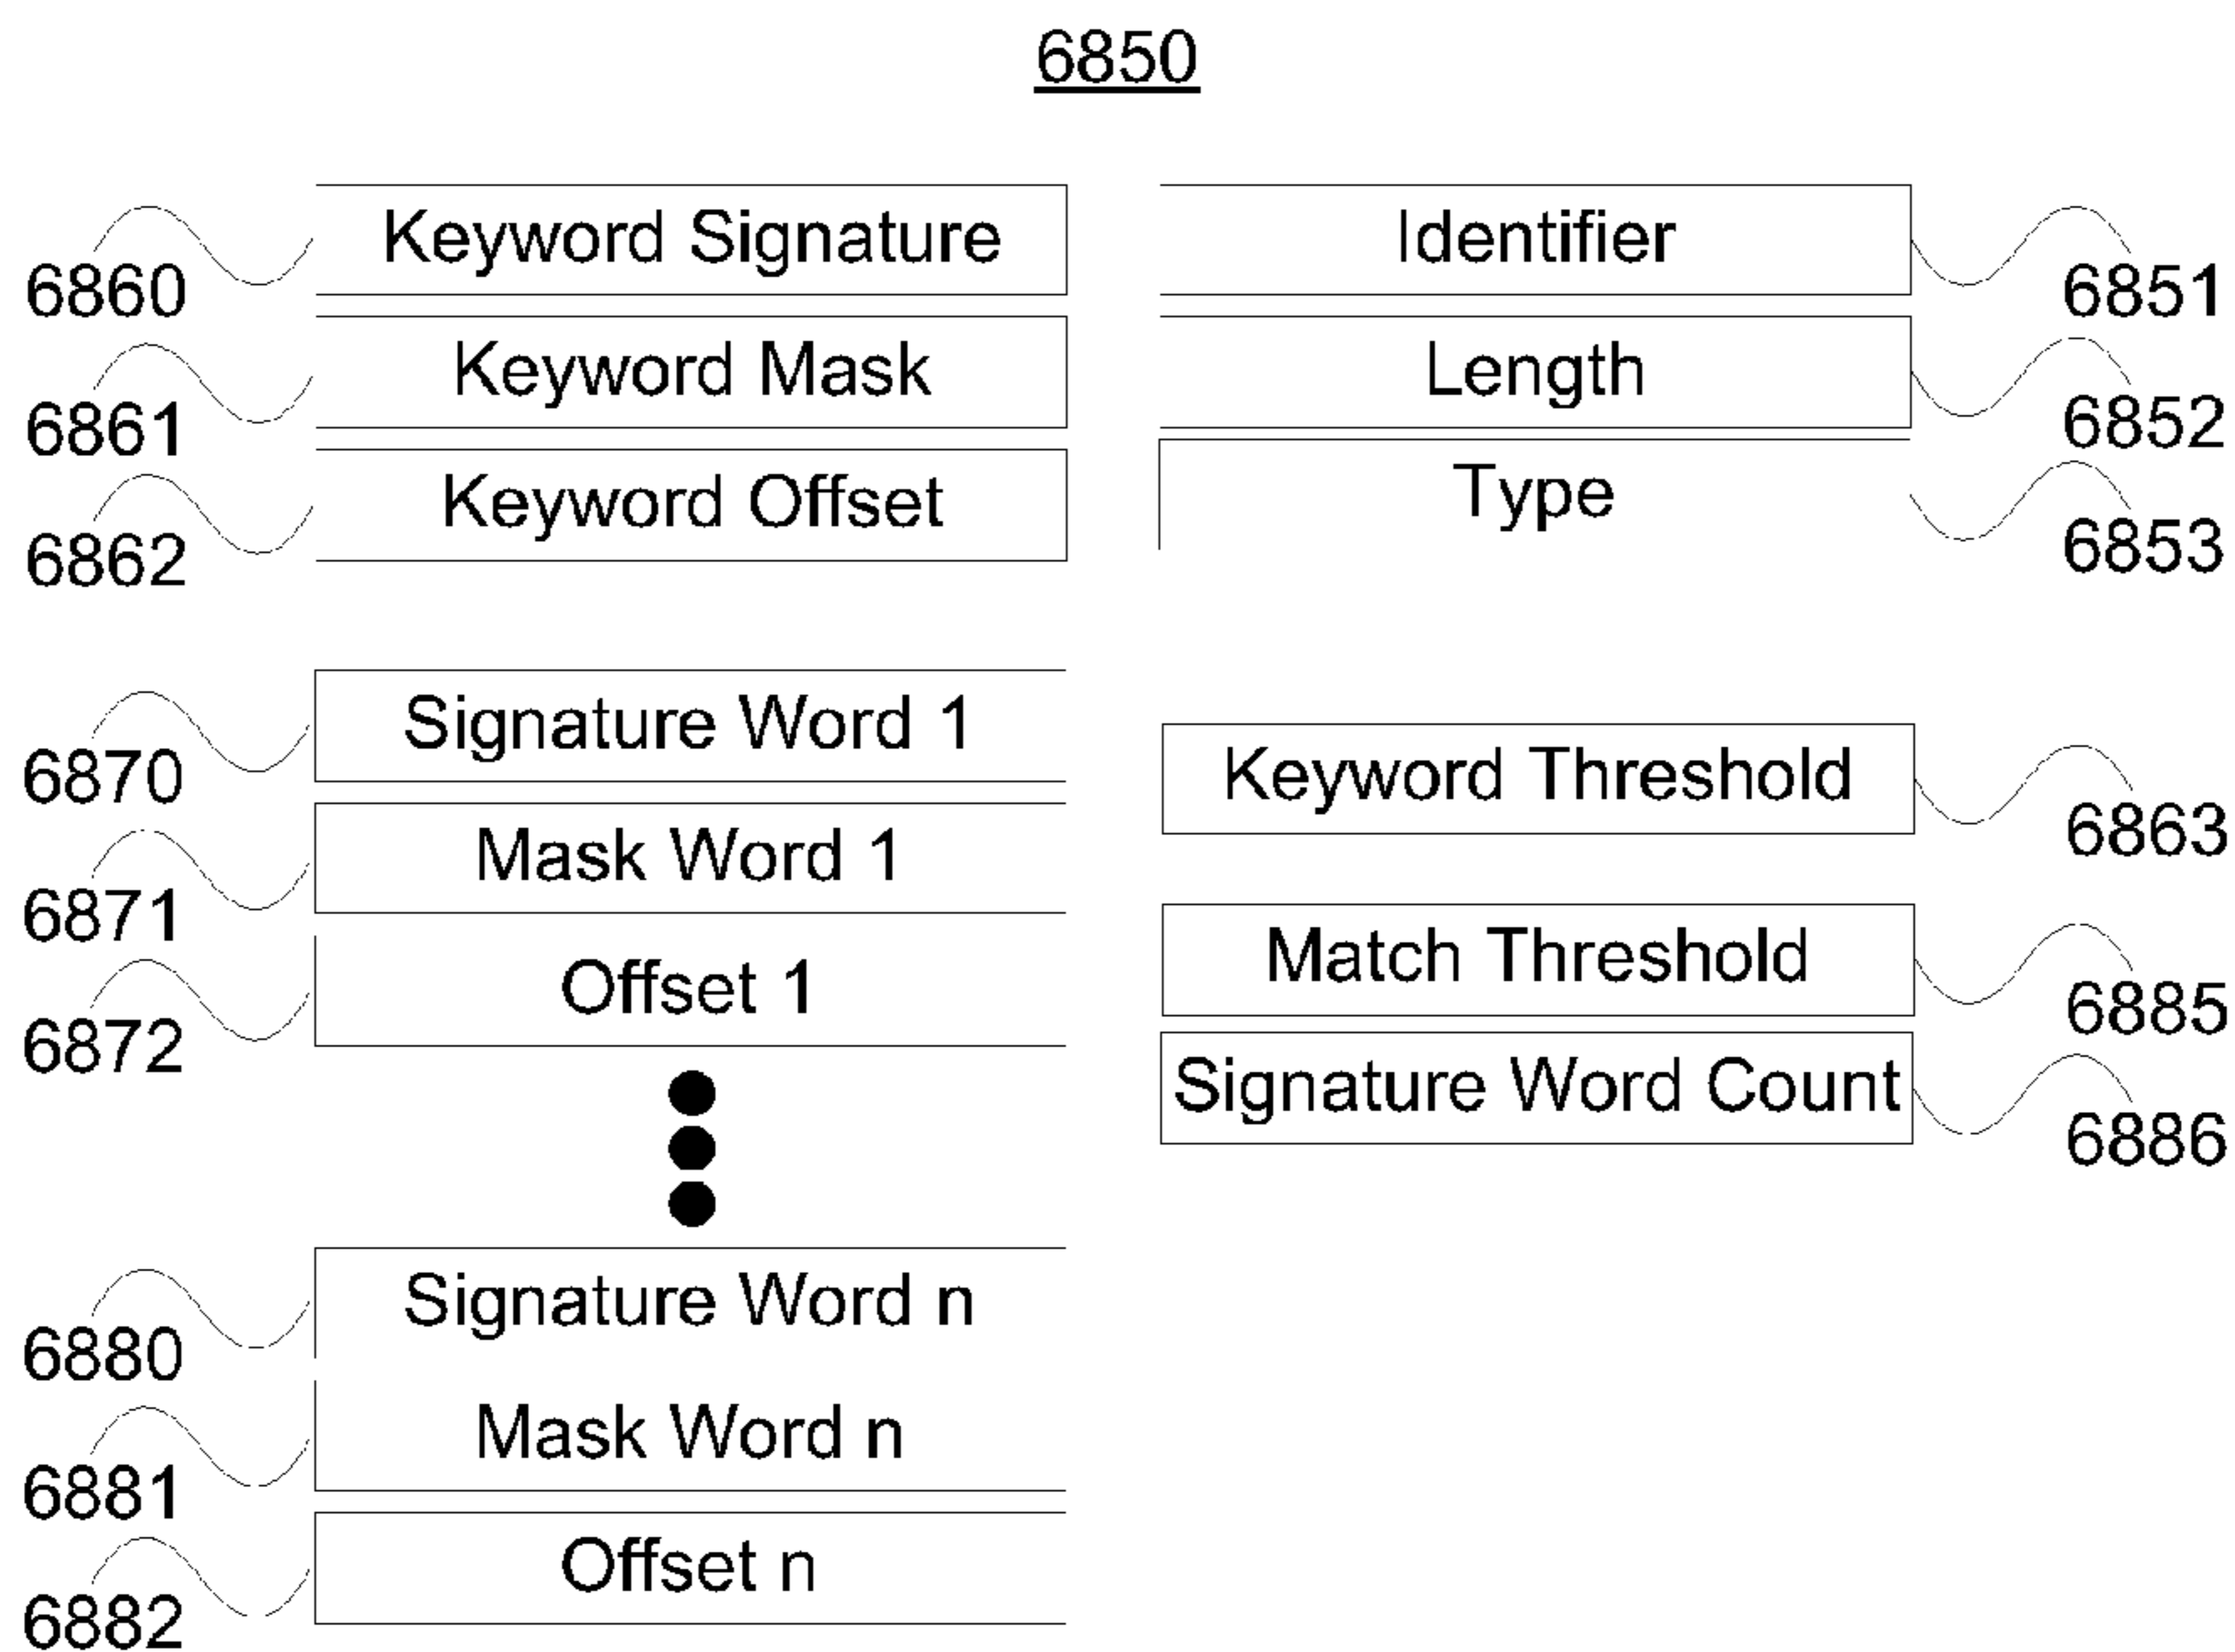 6850
Keyword Signature
Identifier
6860
6851
Keyword Mask
Length
6861
6852
Keyword Offset
Type
6862
6853
Signature Word 1
6870
Keyword Threshold
6863
Mask Word 1
6871
Match Threshold
6885
Offset 1
6872
Signature Word Count
6886
Signature Word n
6880
Mask Word n
6881
Offset n
6882